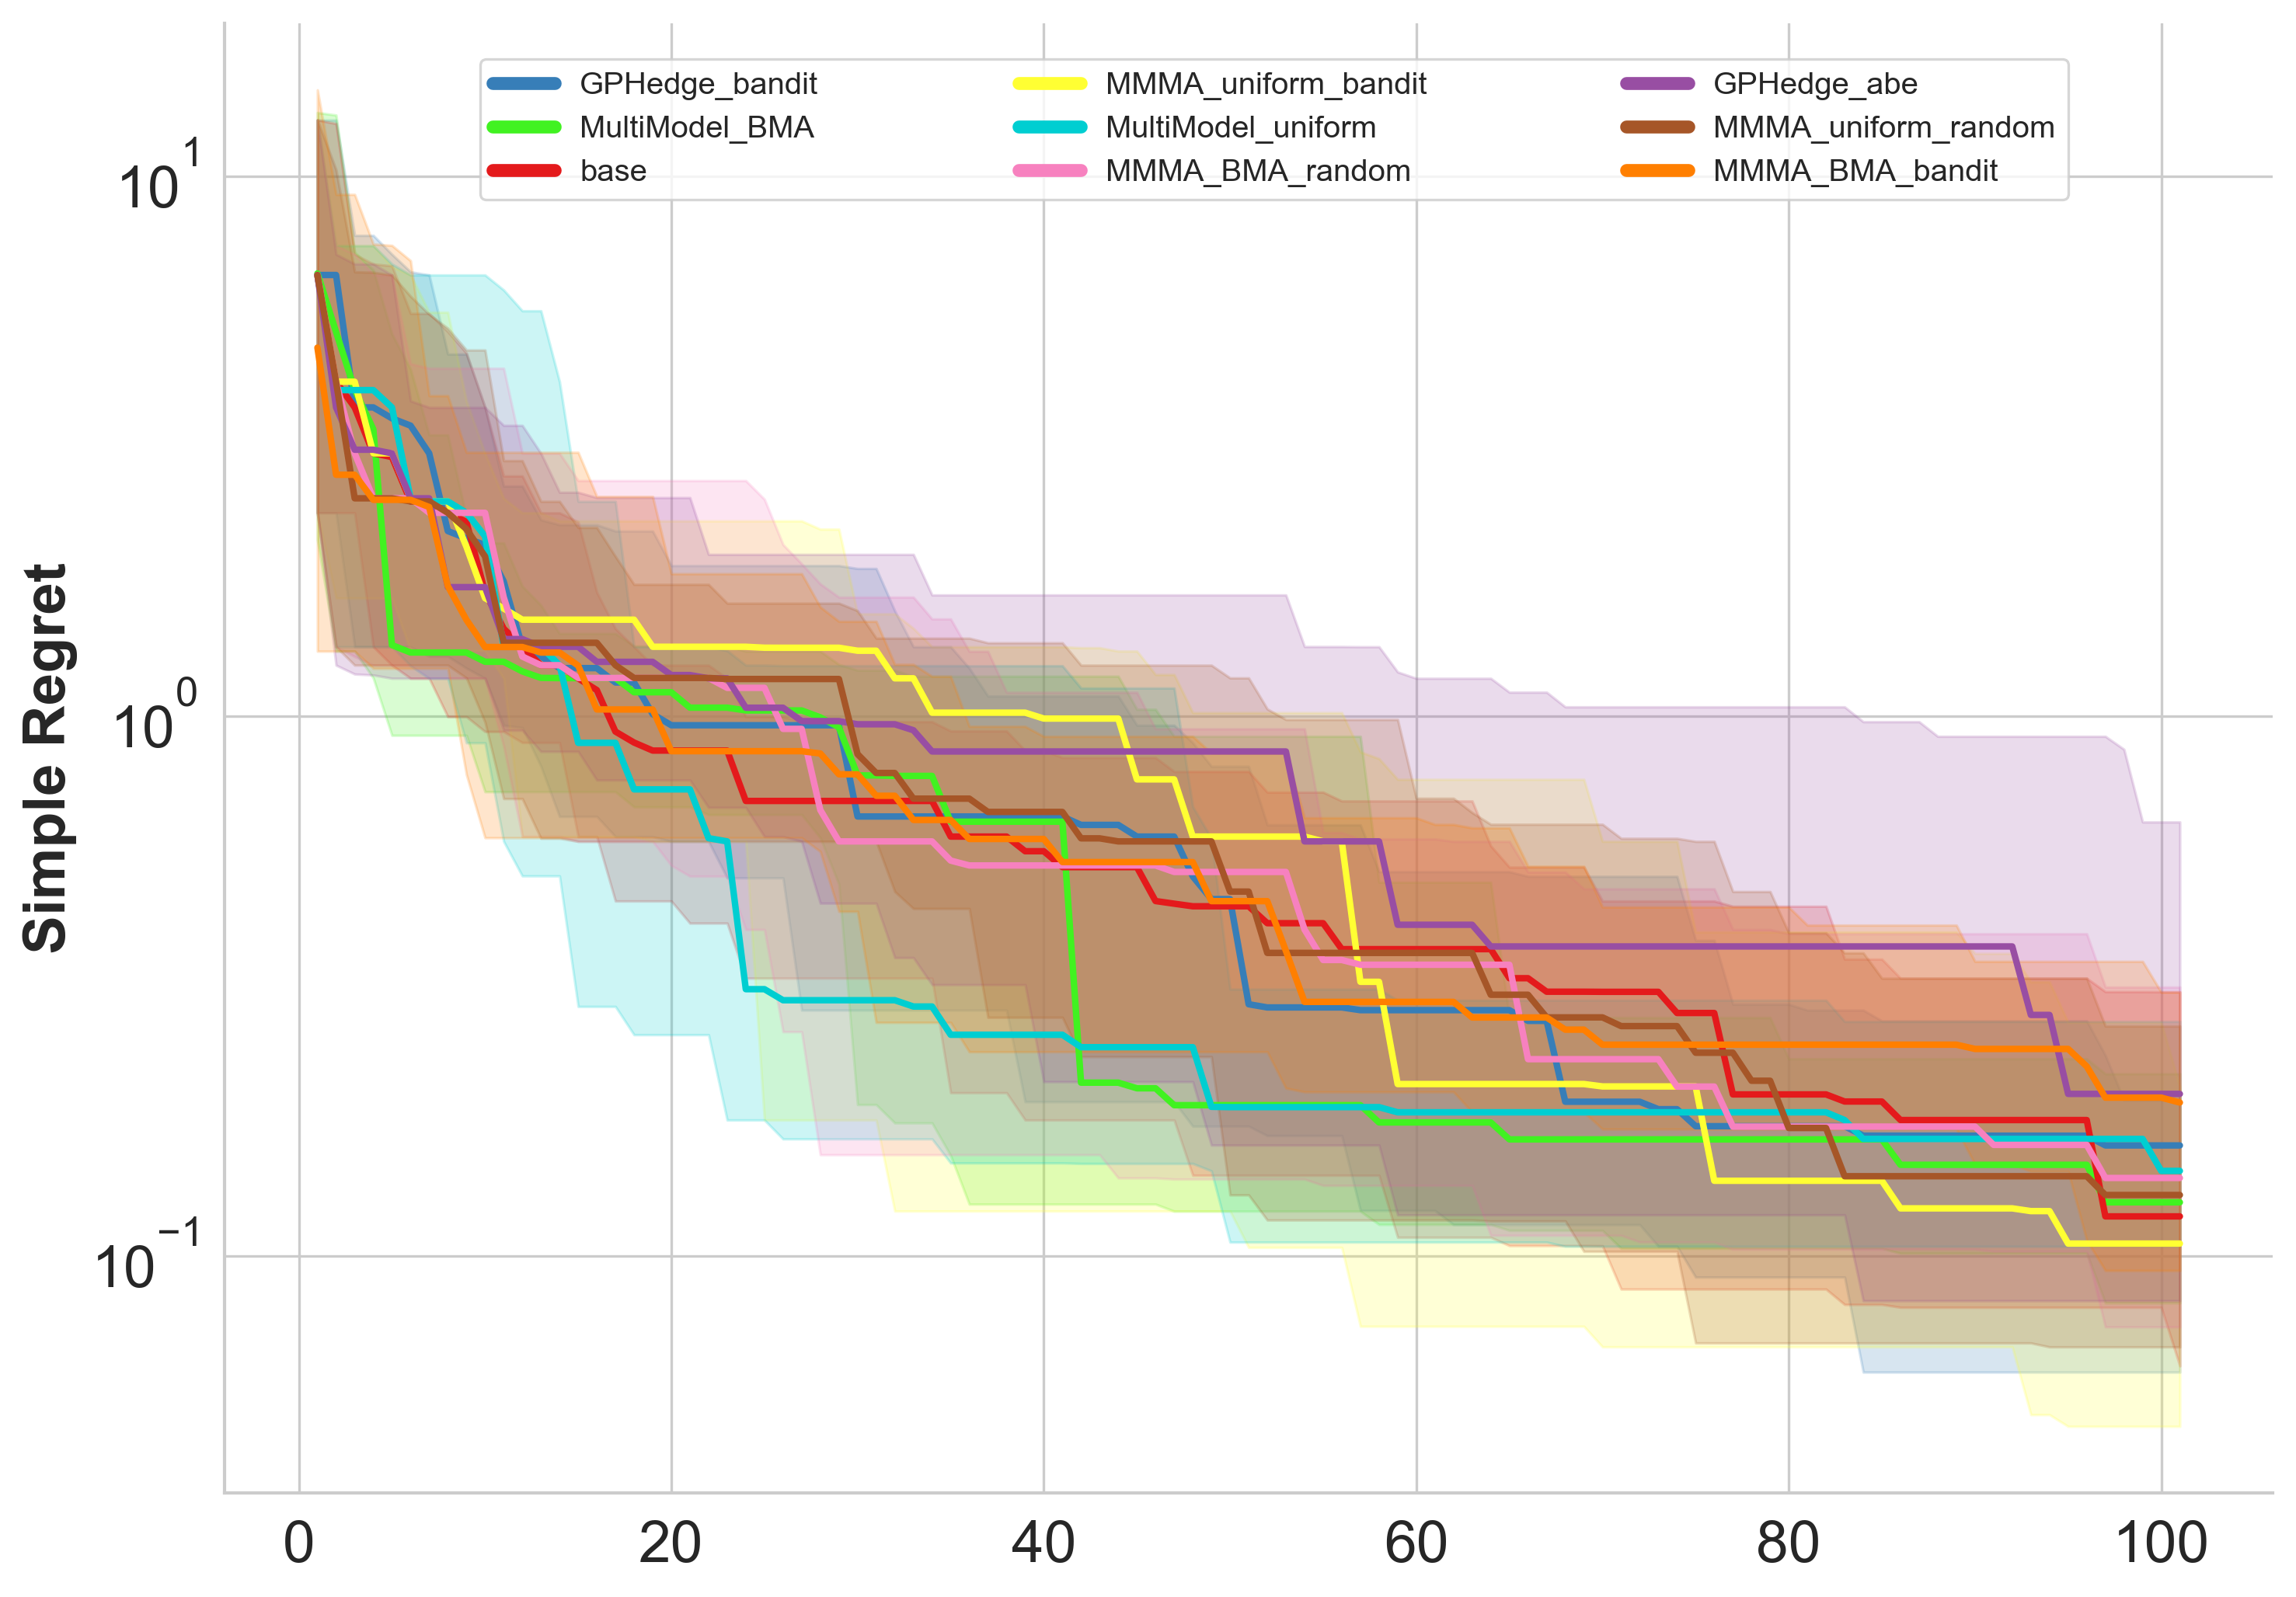 GPHedge_bandit
MultiModel_BMA
base
MMMA_uniform_bandit
MultiModel_uniform
MMMA_BMA_random
GPHedge_abe
MMMA_uniform_random
MMMA_BMA_bandit
Simple Regret
10^1
10^0
10^−1
0 20 40 60 80 100